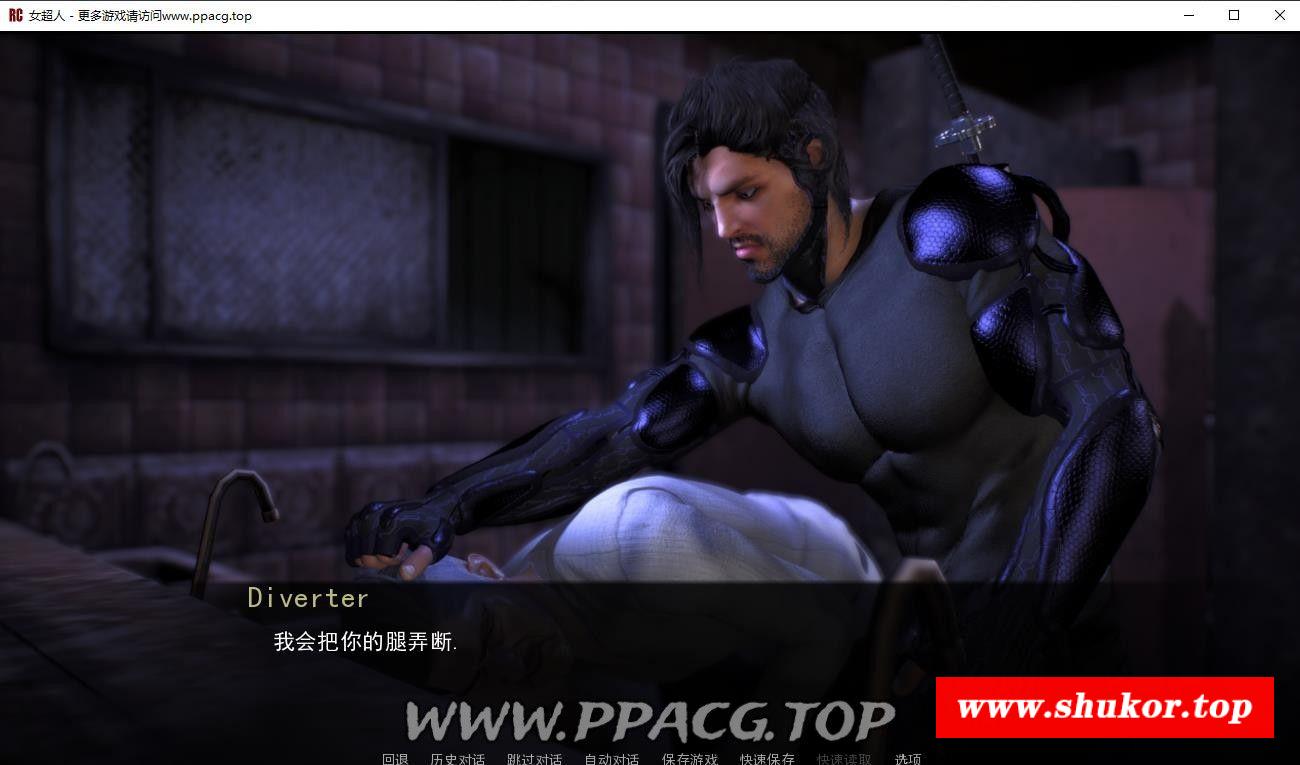 RC 女超人 - 更多游戏请访问www.ppacg.top
Diverter
我会把你的腿弄断.
WWW.PPACG.TOP
www.shukor.top
回退 历史对话 跳过对话 自动对话 保存游戏 快速保存 快速读取 选项